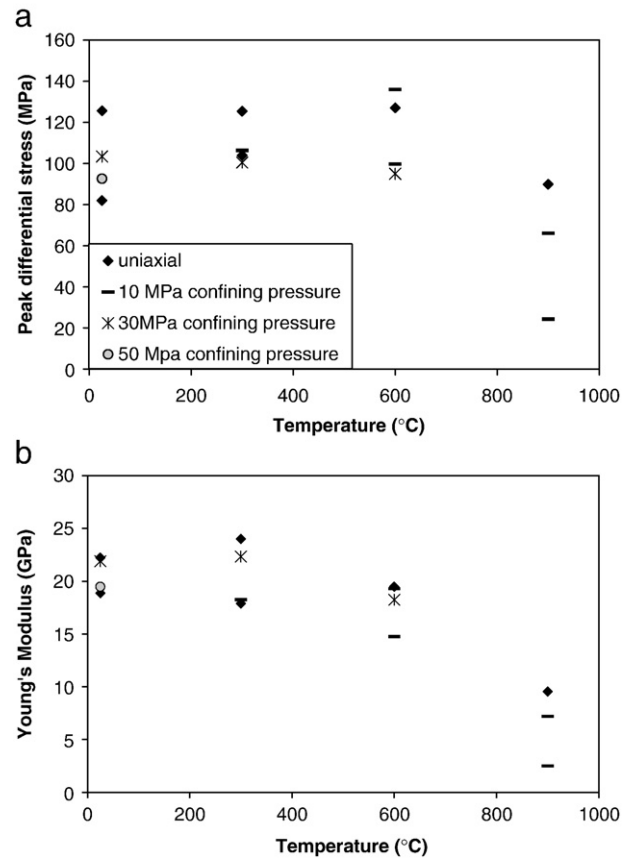 a
160
140
120
100
80
60
40
20
0
Peak differential stress (MPa)
uniaxial
10 MPa confining pressure
30MPa confining pressure
50 Mpa confining pressure
0 200 400 600 800 1000
Temperature (°C)
b
30
25
20
15
10
5
0
Young's Modulus (GPa)
0 200 400 600 800 1000
Temperature (°C)